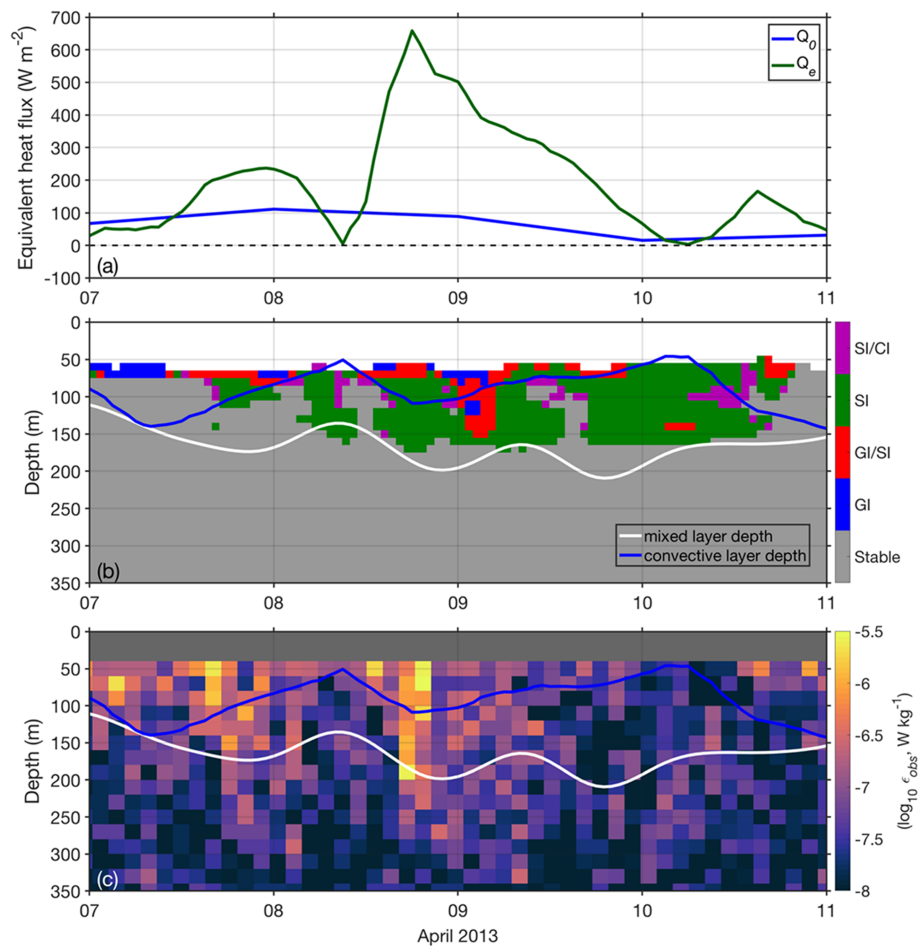 Equivalent heat flux (W m-2)
700
600
500
400
300
200
100
0
-100
Q0
Qe
(a)
07
08
09
10
11
Depth (m)
0
50
100
150
200
250
300
350
mixed layer depth
convective layer depth
(b)
SI/CI
SI
GI/SI
GI
Stable
07
08
09
10
11
Depth (m)
0
50
100
150
200
250
300
350
(c)
-5.5
-6
-6.5
-7
-7.5
-8
(log10 ϵobs, W kg-1)
07
08
09
10
11
April 2013